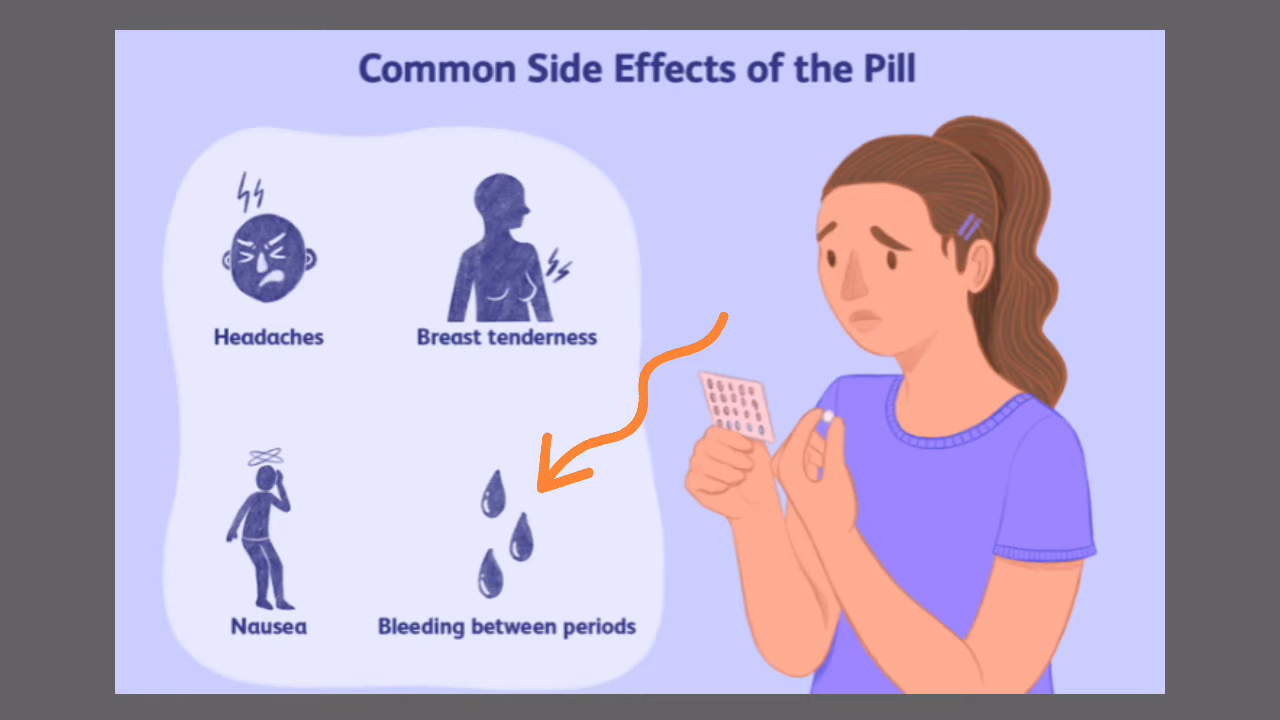 Common Side Effects of the Pill
Headaches
Breast tenderness
Nausea
Bleeding between periods